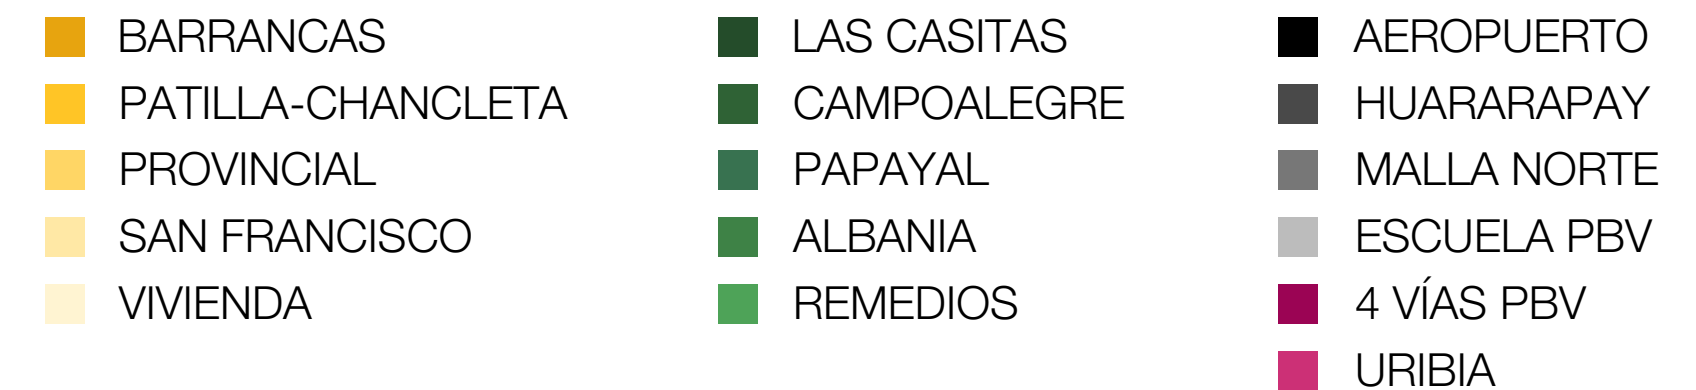 BARRANCAS
PATILLA-CHANCLETA
PROVINCIAL
SAN FRANCISCO
VIVIENDA
LAS CASITAS
CAMPOALEGRE
PAPAYAL
ALBANIA
REMEDIOS
AEROPUERTO
HUARARAPAY
MALLA NORTE
ESCUELA PBV
4 VÍAS PBV
URIBIA